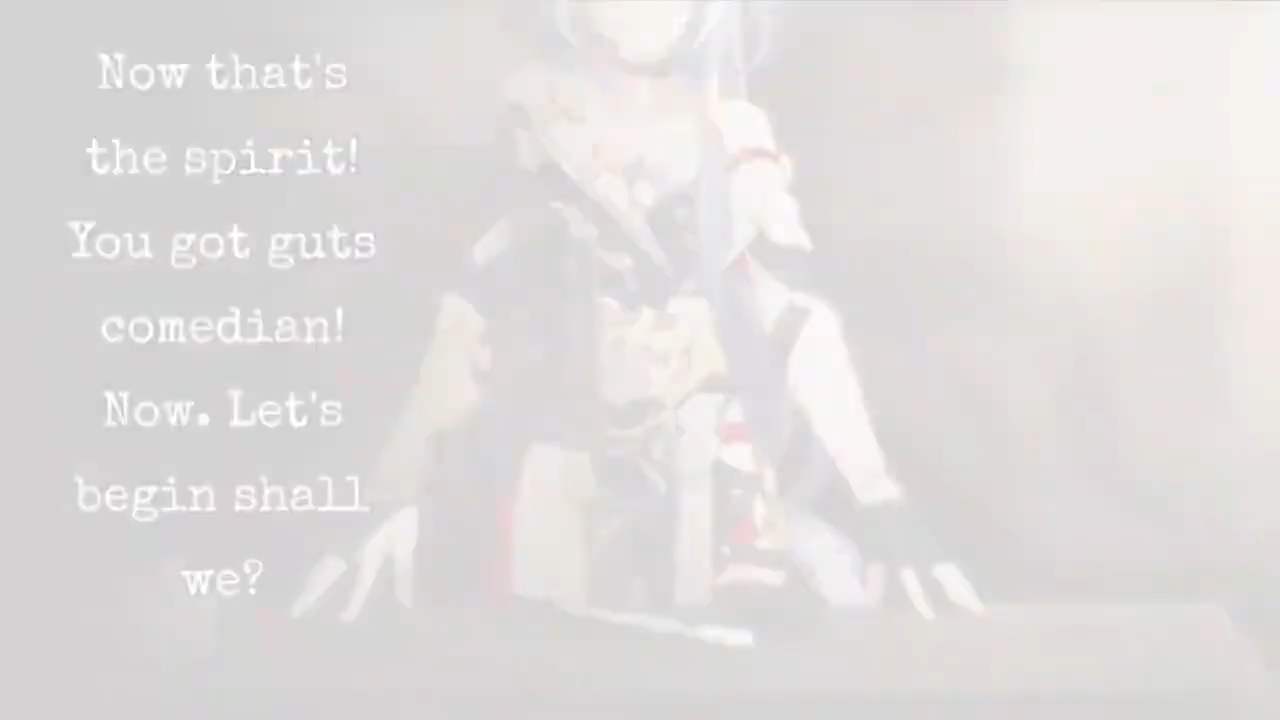 Now that's
the spirit!
You got guts
comedian!
Now. Let's
begin shall
we?